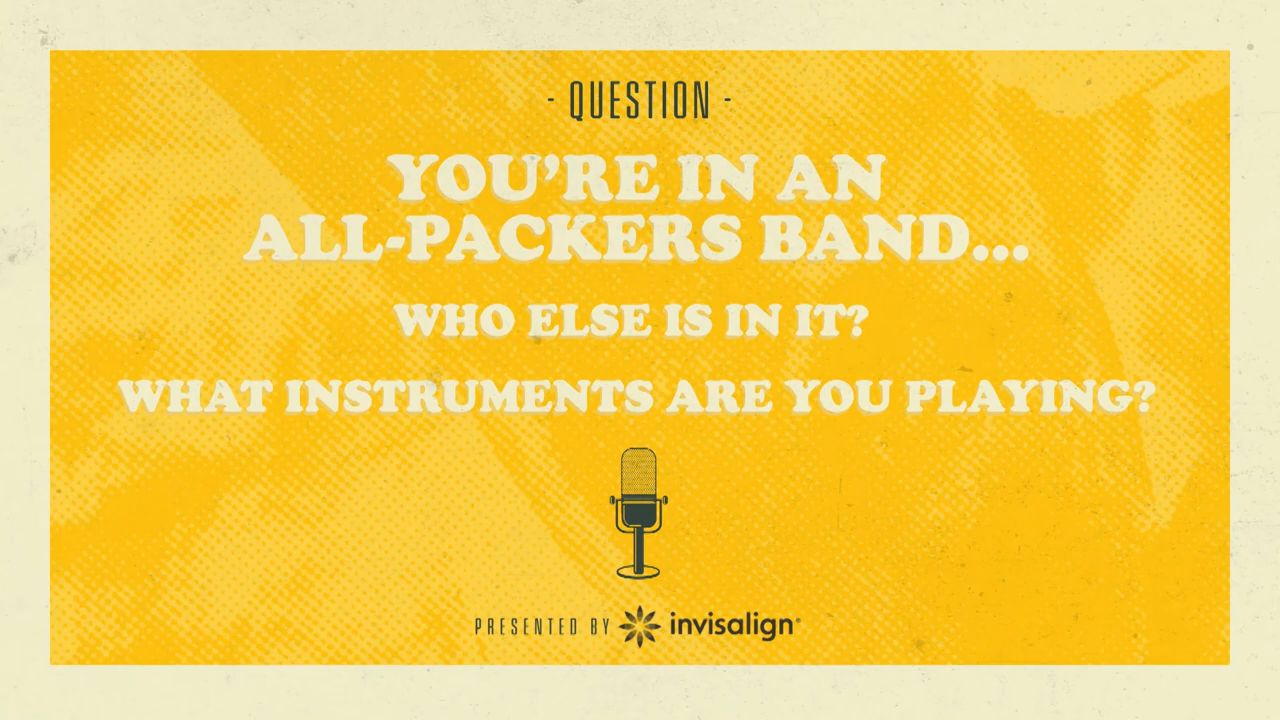 - QUESTION -
YOU'RE IN AN
ALL-PACKERS BAND...
WHO ELSE IS IN IT?
WHAT INSTRUMENTS ARE YOU PLAYING?
PRESENTED BY invisalign®